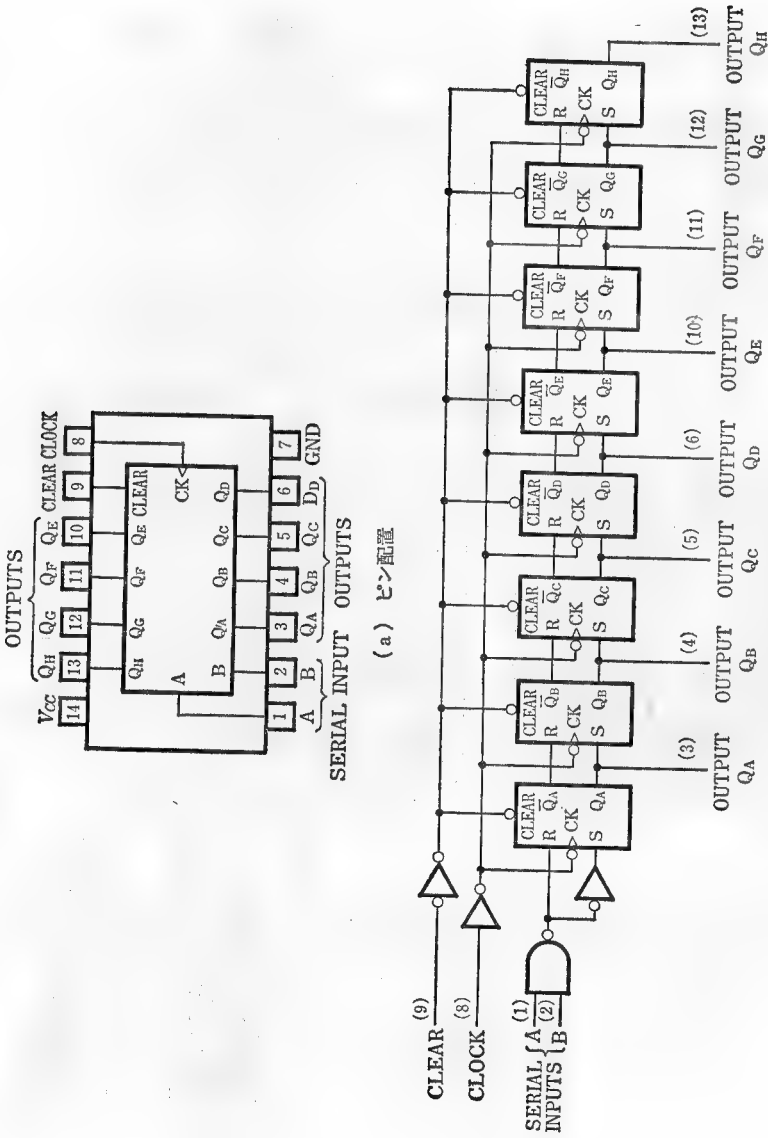 OUTPUTS
VCC QH QG QF QE CLEAR CLOCK
14 13 12 11 10 9 8
QH QG QF QE CLEAR
A
CK
B QA QB QC QD
1 2 3 4 5 6 7
A B QA QB QC DD GND
SERIAL INPUT OUTPUTS
(a) ピン配置
CLEAR (9)
CLOCK (8)
SERIAL INPUTS { A (1)
B (2)
CLEAR CLEAR CLEAR CLEAR CLEAR CLEAR CLEAR CLEAR
R Q̅A R Q̅B R Q̅C R Q̅D R Q̅E R Q̅F R Q̅G R Q̅H
CK CK CK CK CK CK CK CK
S QA S QB S QC S QD S QE S QF S QG S QH
(3) (4) (5) (6) (10) (11) (12) (13)
OUTPUT OUTPUT OUTPUT OUTPUT OUTPUT OUTPUT OUTPUT OUTPUT
QA QB QC QD QE QF QG QH